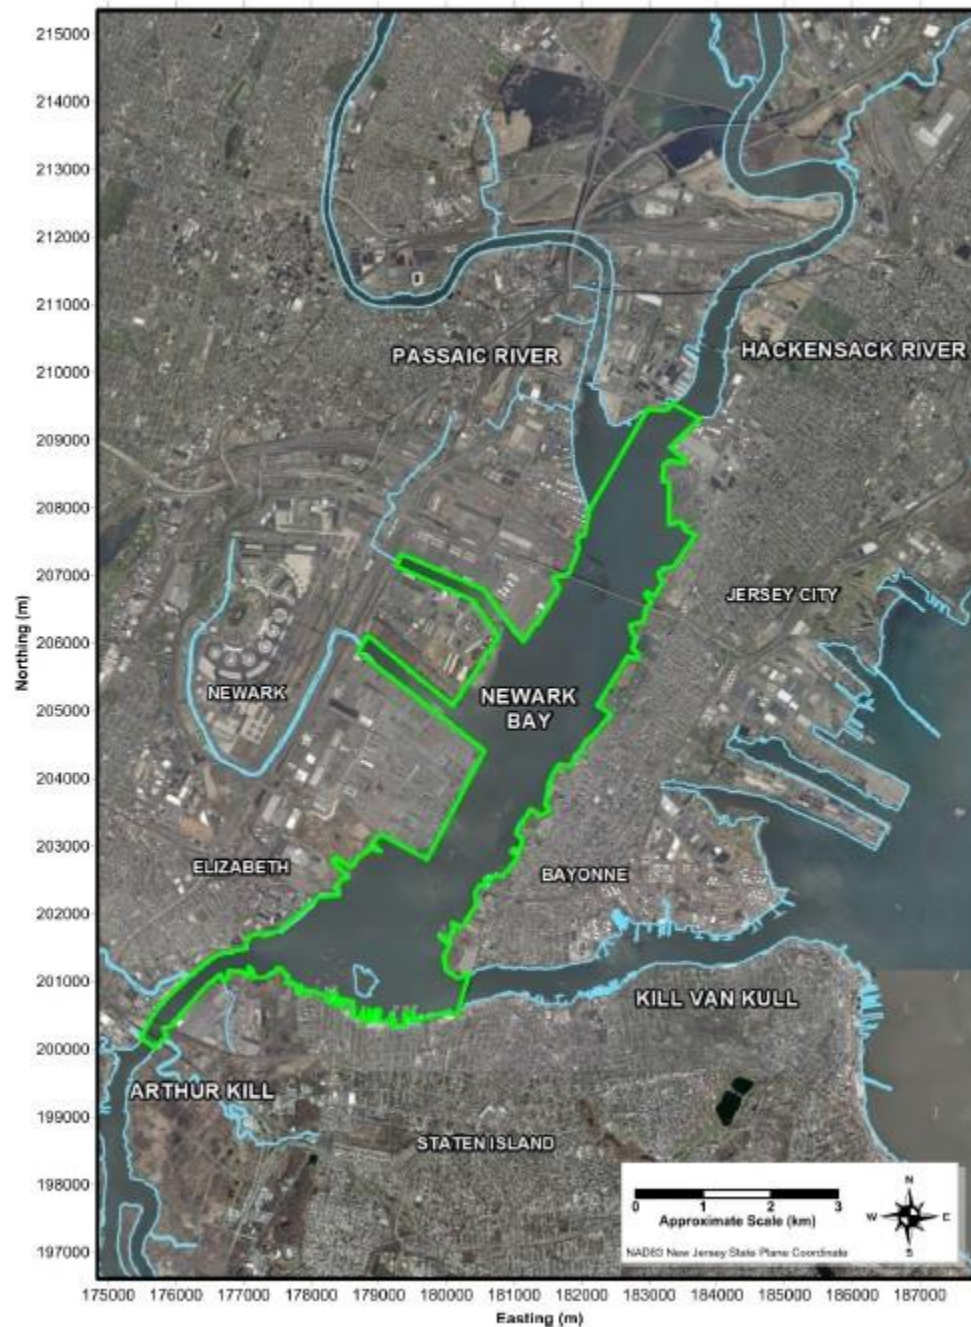 215000
214000
213000
212000
211000
210000
209000
208000
207000
206000
205000
204000
203000
202000
201000
200000
199000
198000
197000
Northing (m)
PASSAIC RIVER
HACKENSACK RIVER
JERSEY CITY
NEWARK
NEWARK
BAY
ELIZABETH
BAYONNE
KILL VAN KULL
ARTHUR KILL
STATEN ISLAND
N
W E
S
0 1 2 3
Approximate Scale (km)
NAD83 New Jersey State Plane Coordinate
175000 176000 177000 178000 179000 180000 181000 182000 183000 184000 185000 186000 187000
Easting (m)